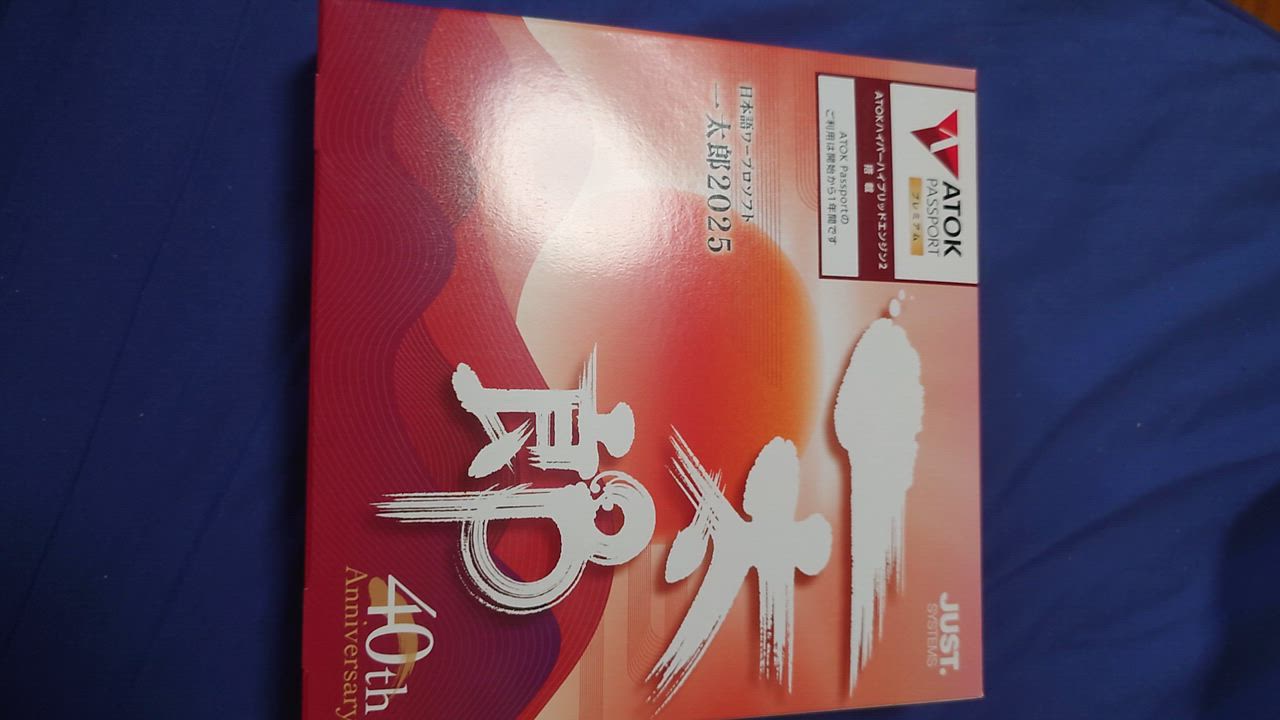 ATOK
PASSPORT
プレミアム
ATOKハイパーハイブリッドエンジン2
搭載
ATOK Passportの
ご利用は開始から1年間です
日本語ワープロソフト
一太郎2025
JUST.
SYSTEMS
一太郎
40th
Anniversary